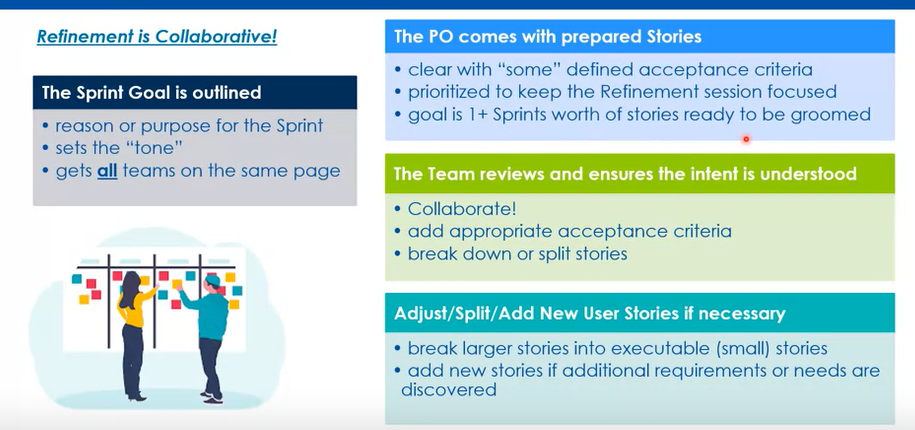 Refinement is Collaborative!
The Sprint Goal is outlined
• reason or purpose for the Sprint
• sets the “tone”
• gets all teams on the same page
The PO comes with prepared Stories
• clear with “some” defined acceptance criteria
• prioritized to keep the Refinement session focused
• goal is 1+ Sprints worth of stories ready to be groomed
The Team reviews and ensures the intent is understood
• Collaborate!
• add appropriate acceptance criteria
• break down or split stories
Adjust/Split/Add New User Stories if necessary
• break larger stories into executable (small) stories
• add new stories if additional requirements or needs are
discovered